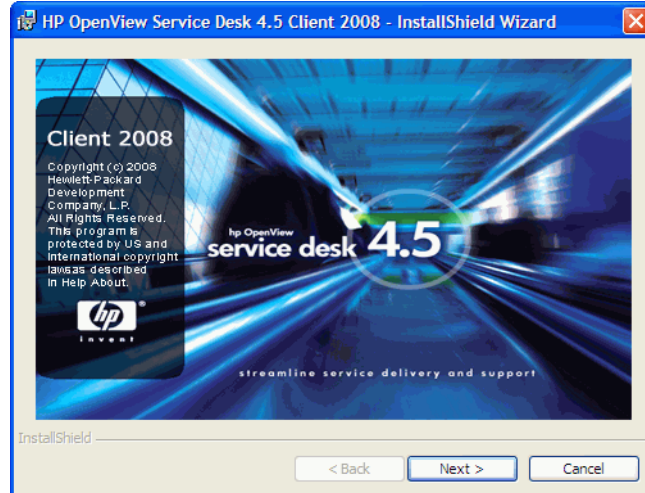 HP OpenView Service Desk 4.5 Client 2008 - InstallShield Wizard
Client 2008
Copyright (c) 2008
Hewlett-Packard
Development
Company, L.P.
All Rights Reserved.
This program is
protected by US and
International copyright
laws as described
in Help About.
hp
®
invent
hp OpenView
service desk 4.5
streamline service delivery and support
InstallShield
< Back
Next >
Cancel